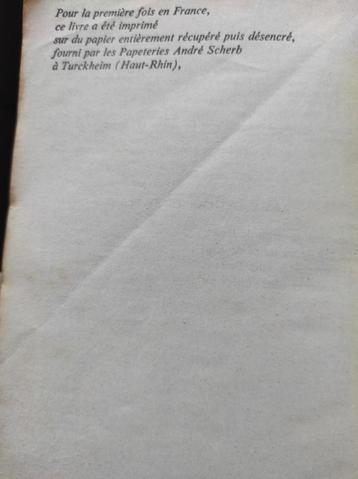 Pour la première fois en France,
ce livre a été imprimé
sur du papier entièrement récupéré puis désencré,
fourni par les Papeteries André Scherb
à Turckheim (Haut-Rhin),